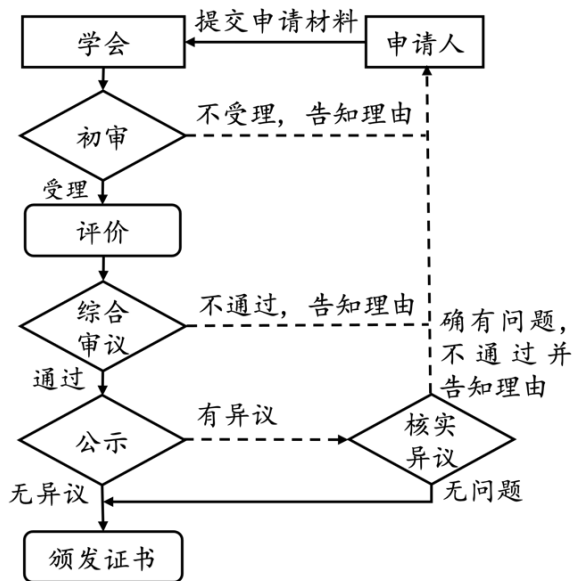 提交申请材料
学会
申请人
初审
不受理，告知理由
受理
评价
综合
审议
不通过，告知理由
确有问题，
不通过并
告知理由
通过
公示
有异议
核实
异议
无异议
无问题
颁发证书